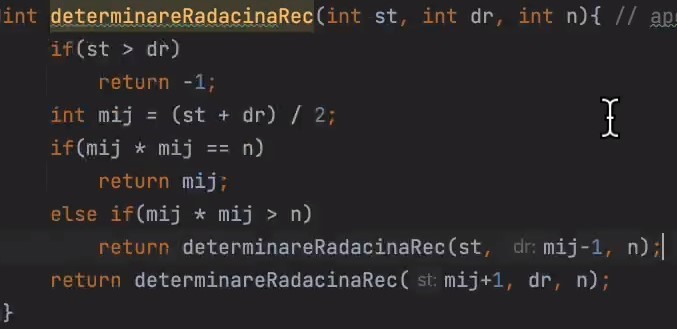 int determinareRadacinaRec(int st, int dr, int n){ //
if(st > dr)
return -1;
int mij = (st + dr) / 2;
if(mij * mij == n)
return mij;
else if(mij * mij > n)
return determinareRadacinaRec(st, dr: mij-1, n);
return determinareRadacinaRec( st: mij+1, dr, n);
}